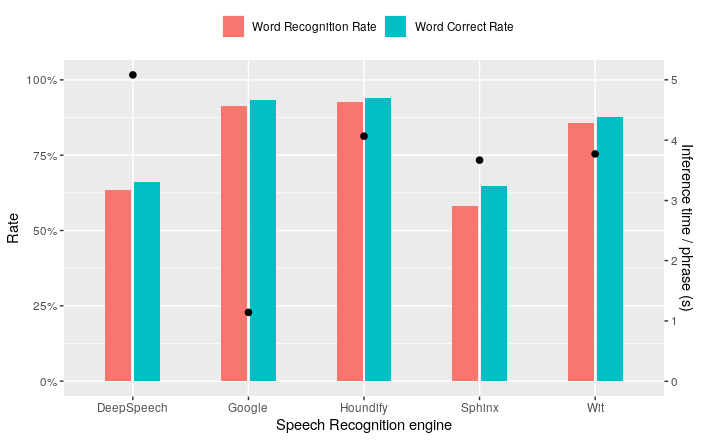 Word Recognition Rate Word Correct Rate
100%
75%
50%
25%
0%
Rate
5
4
3
2
1
0
Inference time / phrase (s)
DeepSpeech Google Houndify Sphinx Wit
Speech Recognition engine